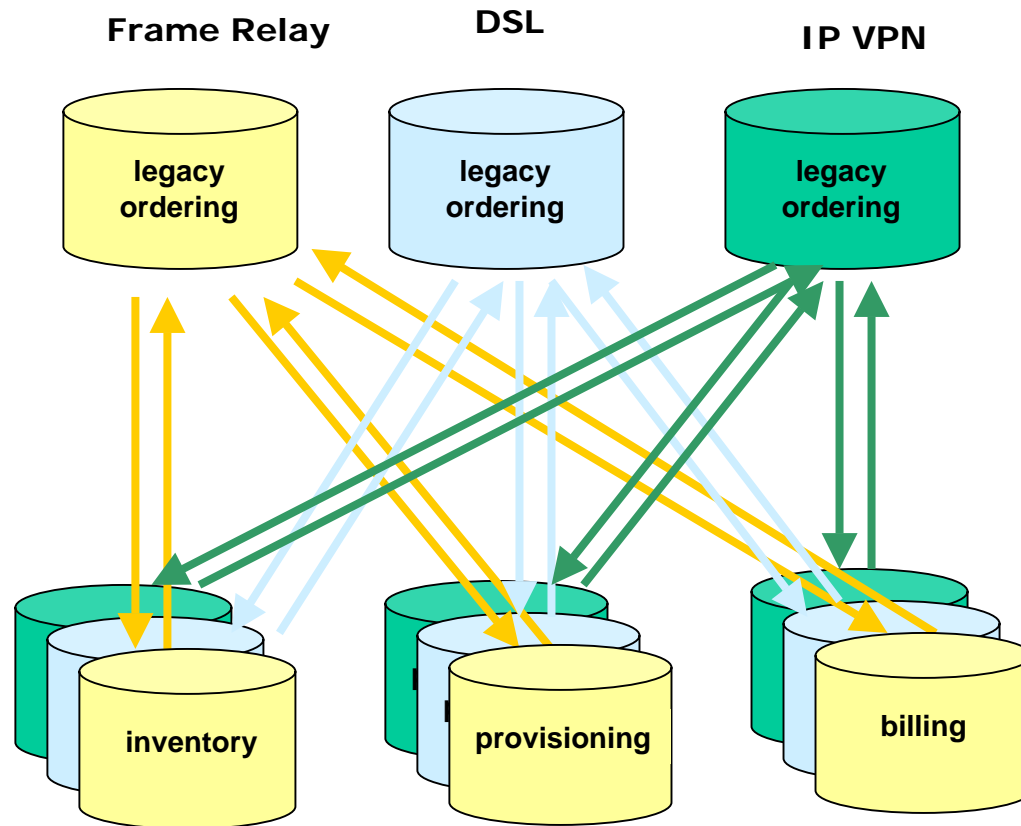 Frame Relay
DSL
IP VPN
legacy
ordering
legacy
ordering
legacy
ordering
inventory
provisioning
billing